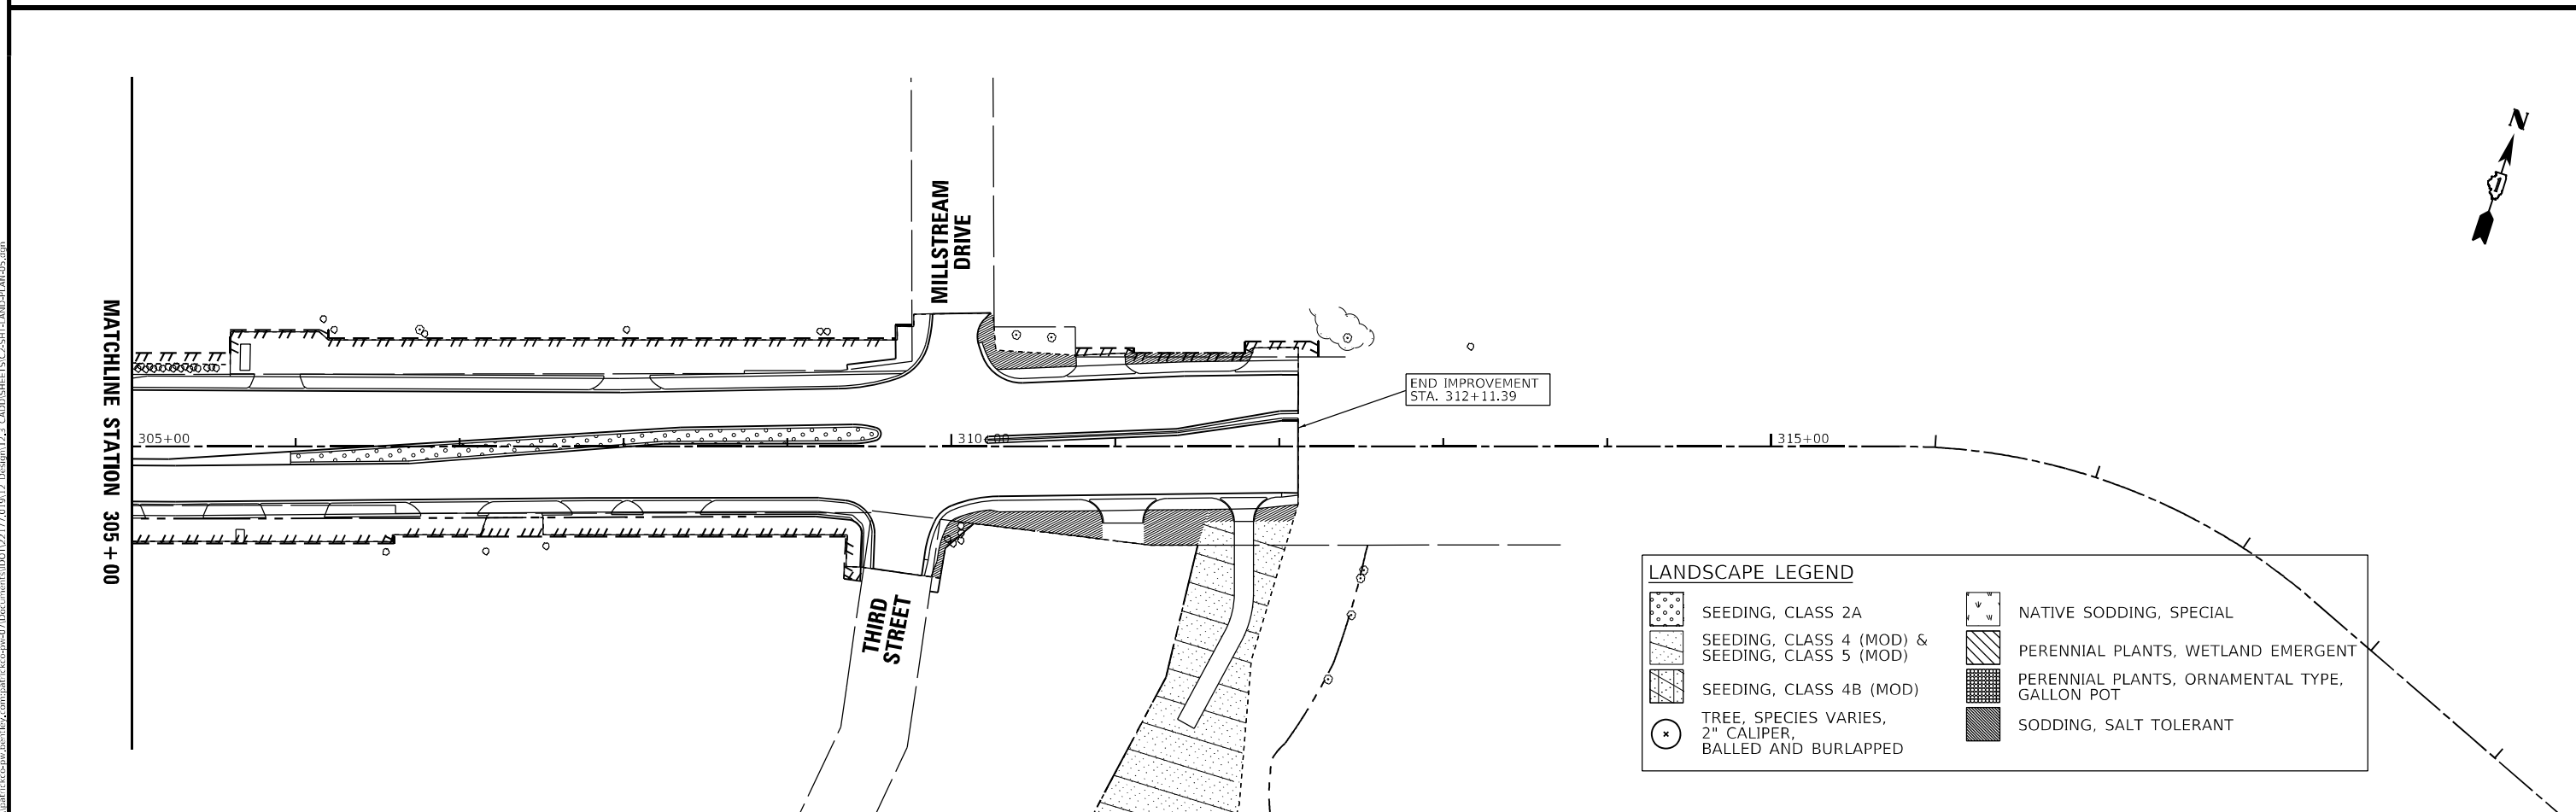 N
MILLSTREAM
DRIVE
MATCHLINE STATION 305+00
END IMPROVEMENT
STA. 312+11.39
305+00
310+00
315+00
THIRD
STREET
LANDSCAPE LEGEND
SEEDING, CLASS 2A
SEEDING, CLASS 4 (MOD) &
SEEDING, CLASS 5 (MOD)
SEEDING, CLASS 4B (MOD)
TREE, SPECIES VARIES,
2" CALIPER,
BALLED AND BURLAPPED
NATIVE SODDING, SPECIAL
PERENNIAL PLANTS, WETLAND EMERGENT
PERENNIAL PLANTS, ORNAMENTAL TYPE,
GALLON POT
SODDING, SALT TOLERANT